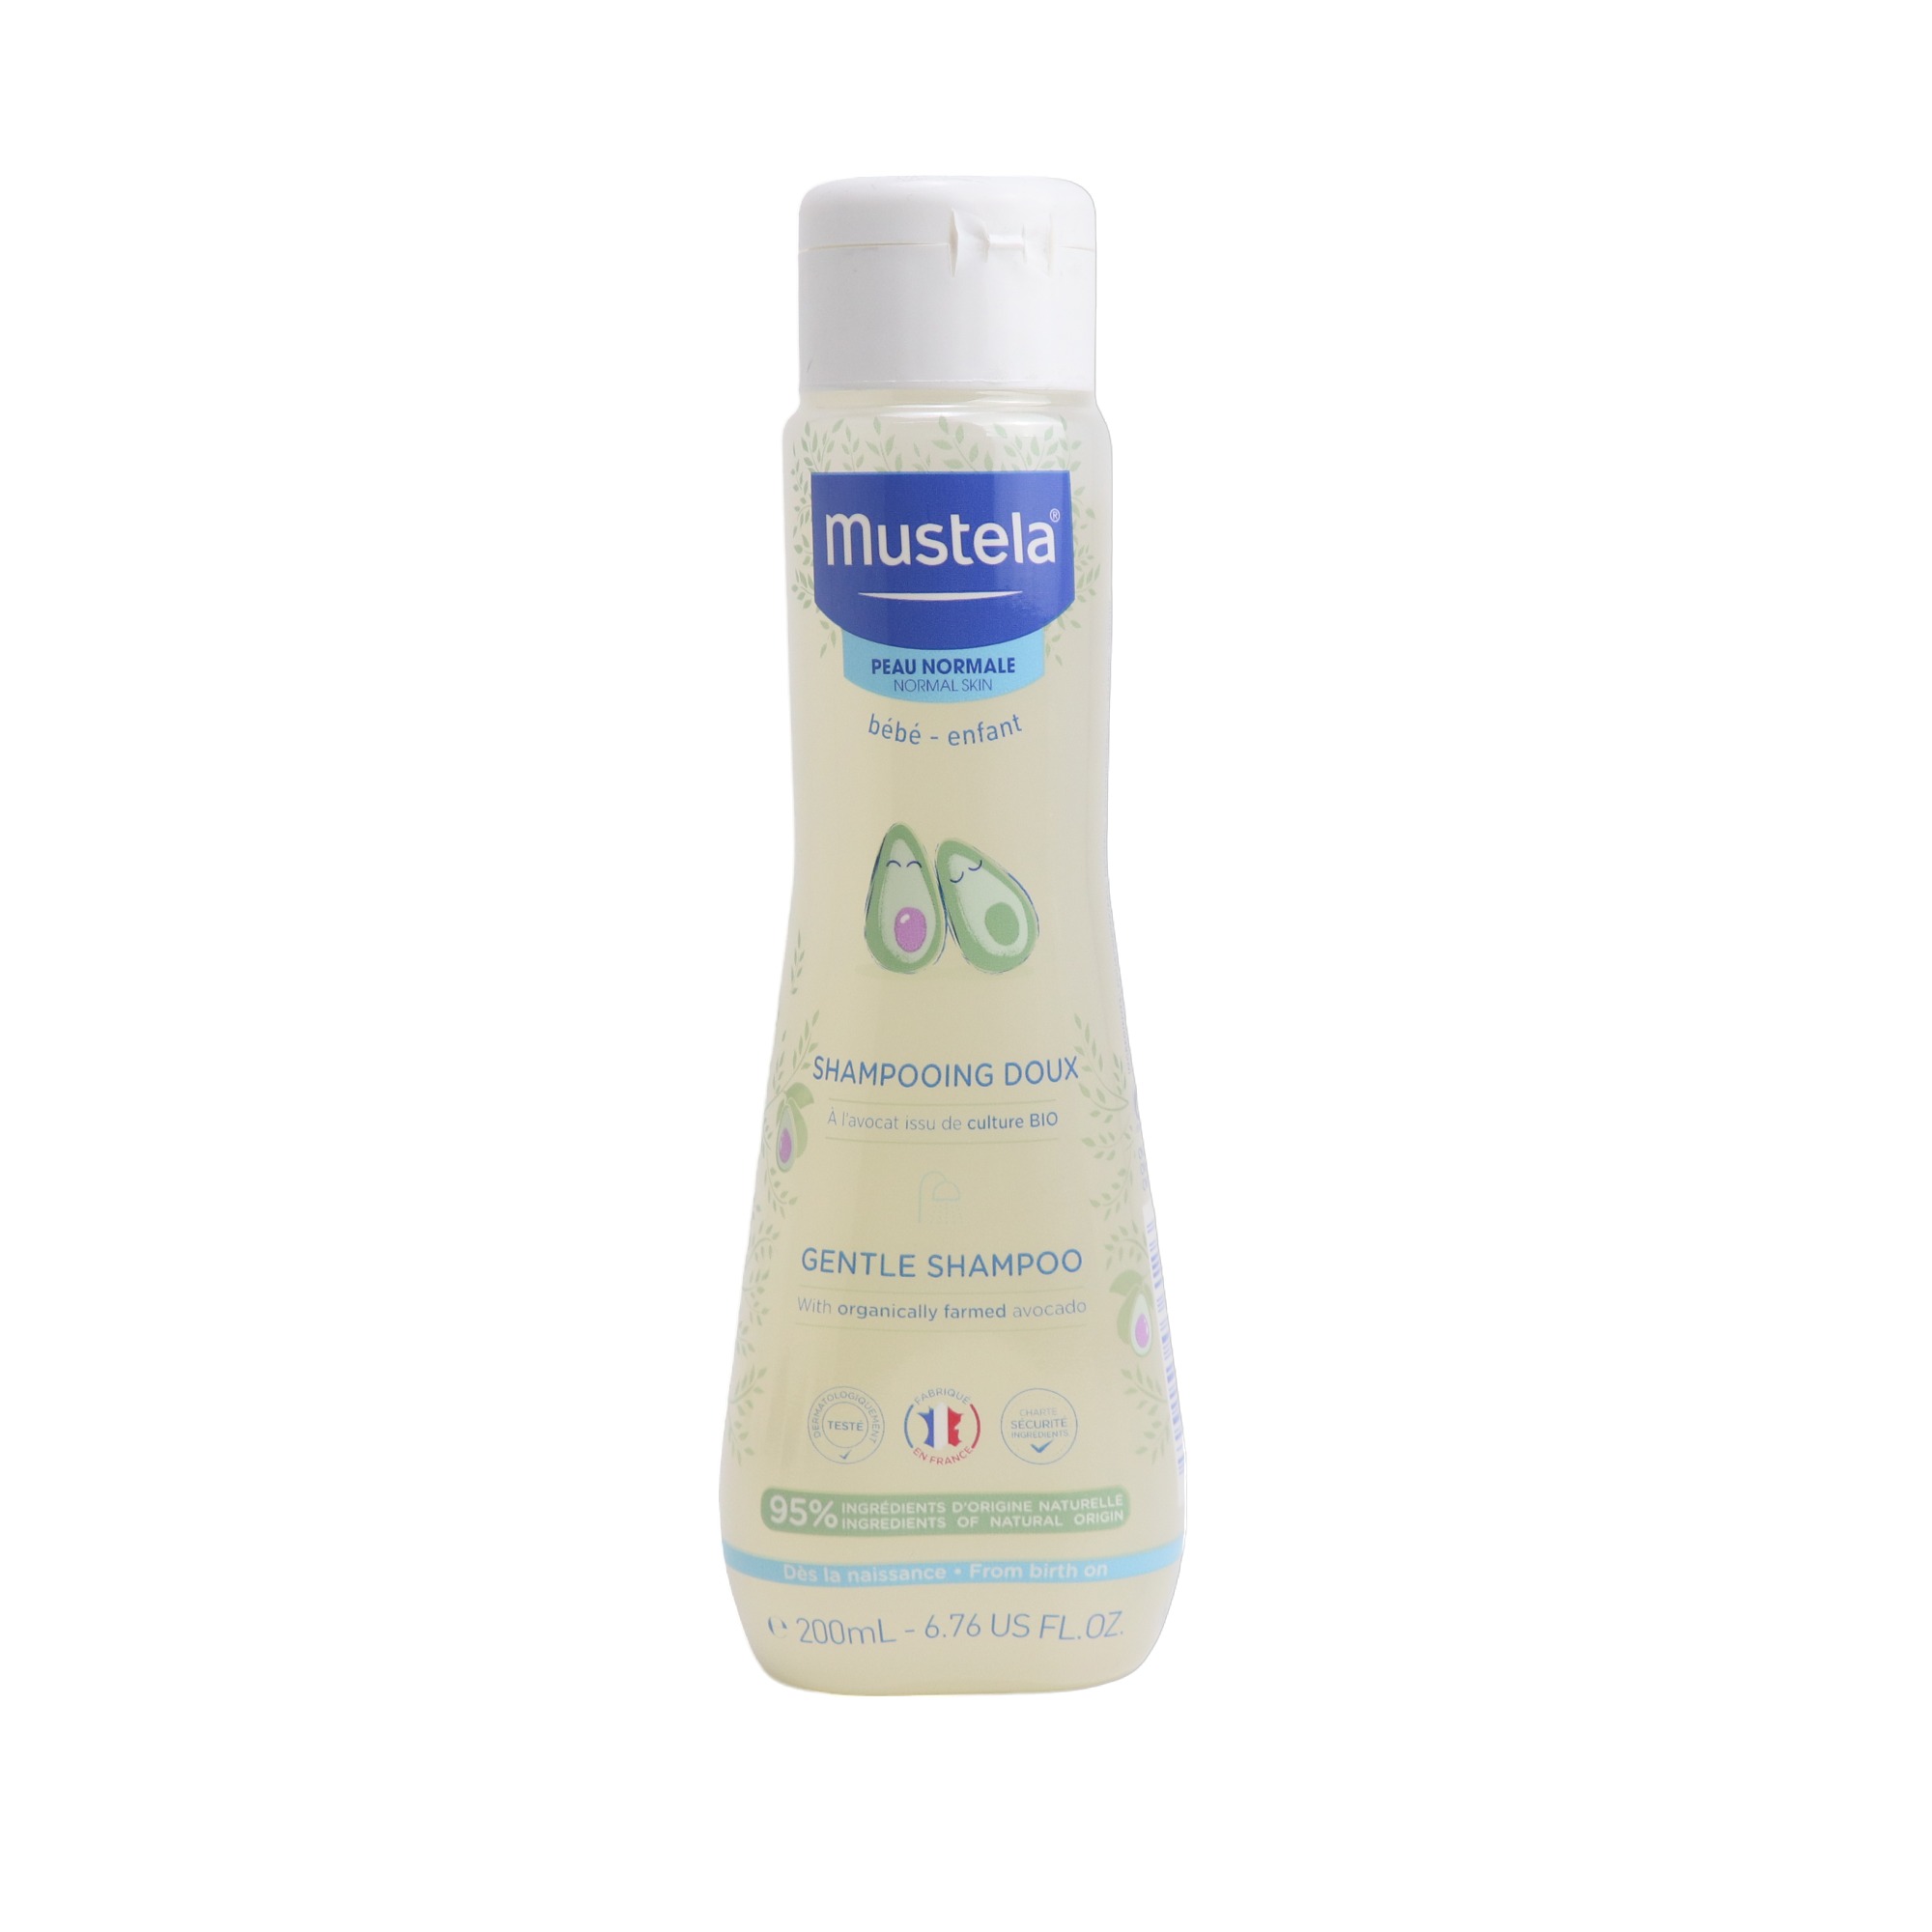 mustela®
PEAU NORMALE
NORMAL SKIN
bébé - enfant
SHAMPOOING DOUX
À l'avocat issu de culture BIO
GENTLE SHAMPOO
With organically farmed avocado
DERMATOLOGIQUEMENT
TESTÉ
FABRIQUÉ
EN FRANCE
CHARTE
SÉCURITÉ
INGRÉDIENTS
95% INGRÉDIENTS D'ORIGINE NATURELLE
INGREDIENTS OF NATURAL ORIGIN
Dès la naissance • From birth on
℮ 200mL - 6.76 US FL.OZ.